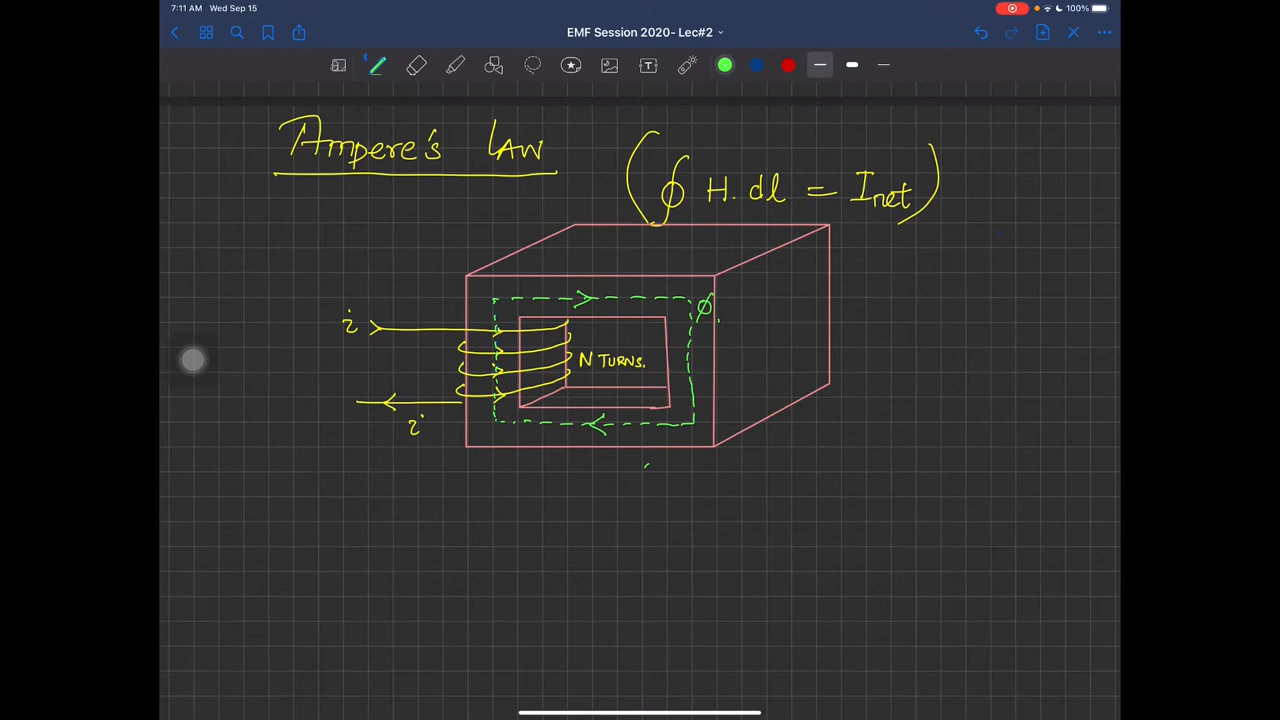 7:11 AM Wed Sep 15
100%
EMF Session 2020- Lec#2
Ampere's LAW
(∮ H. dl = Inet)
φ
i
N TURNS.
i